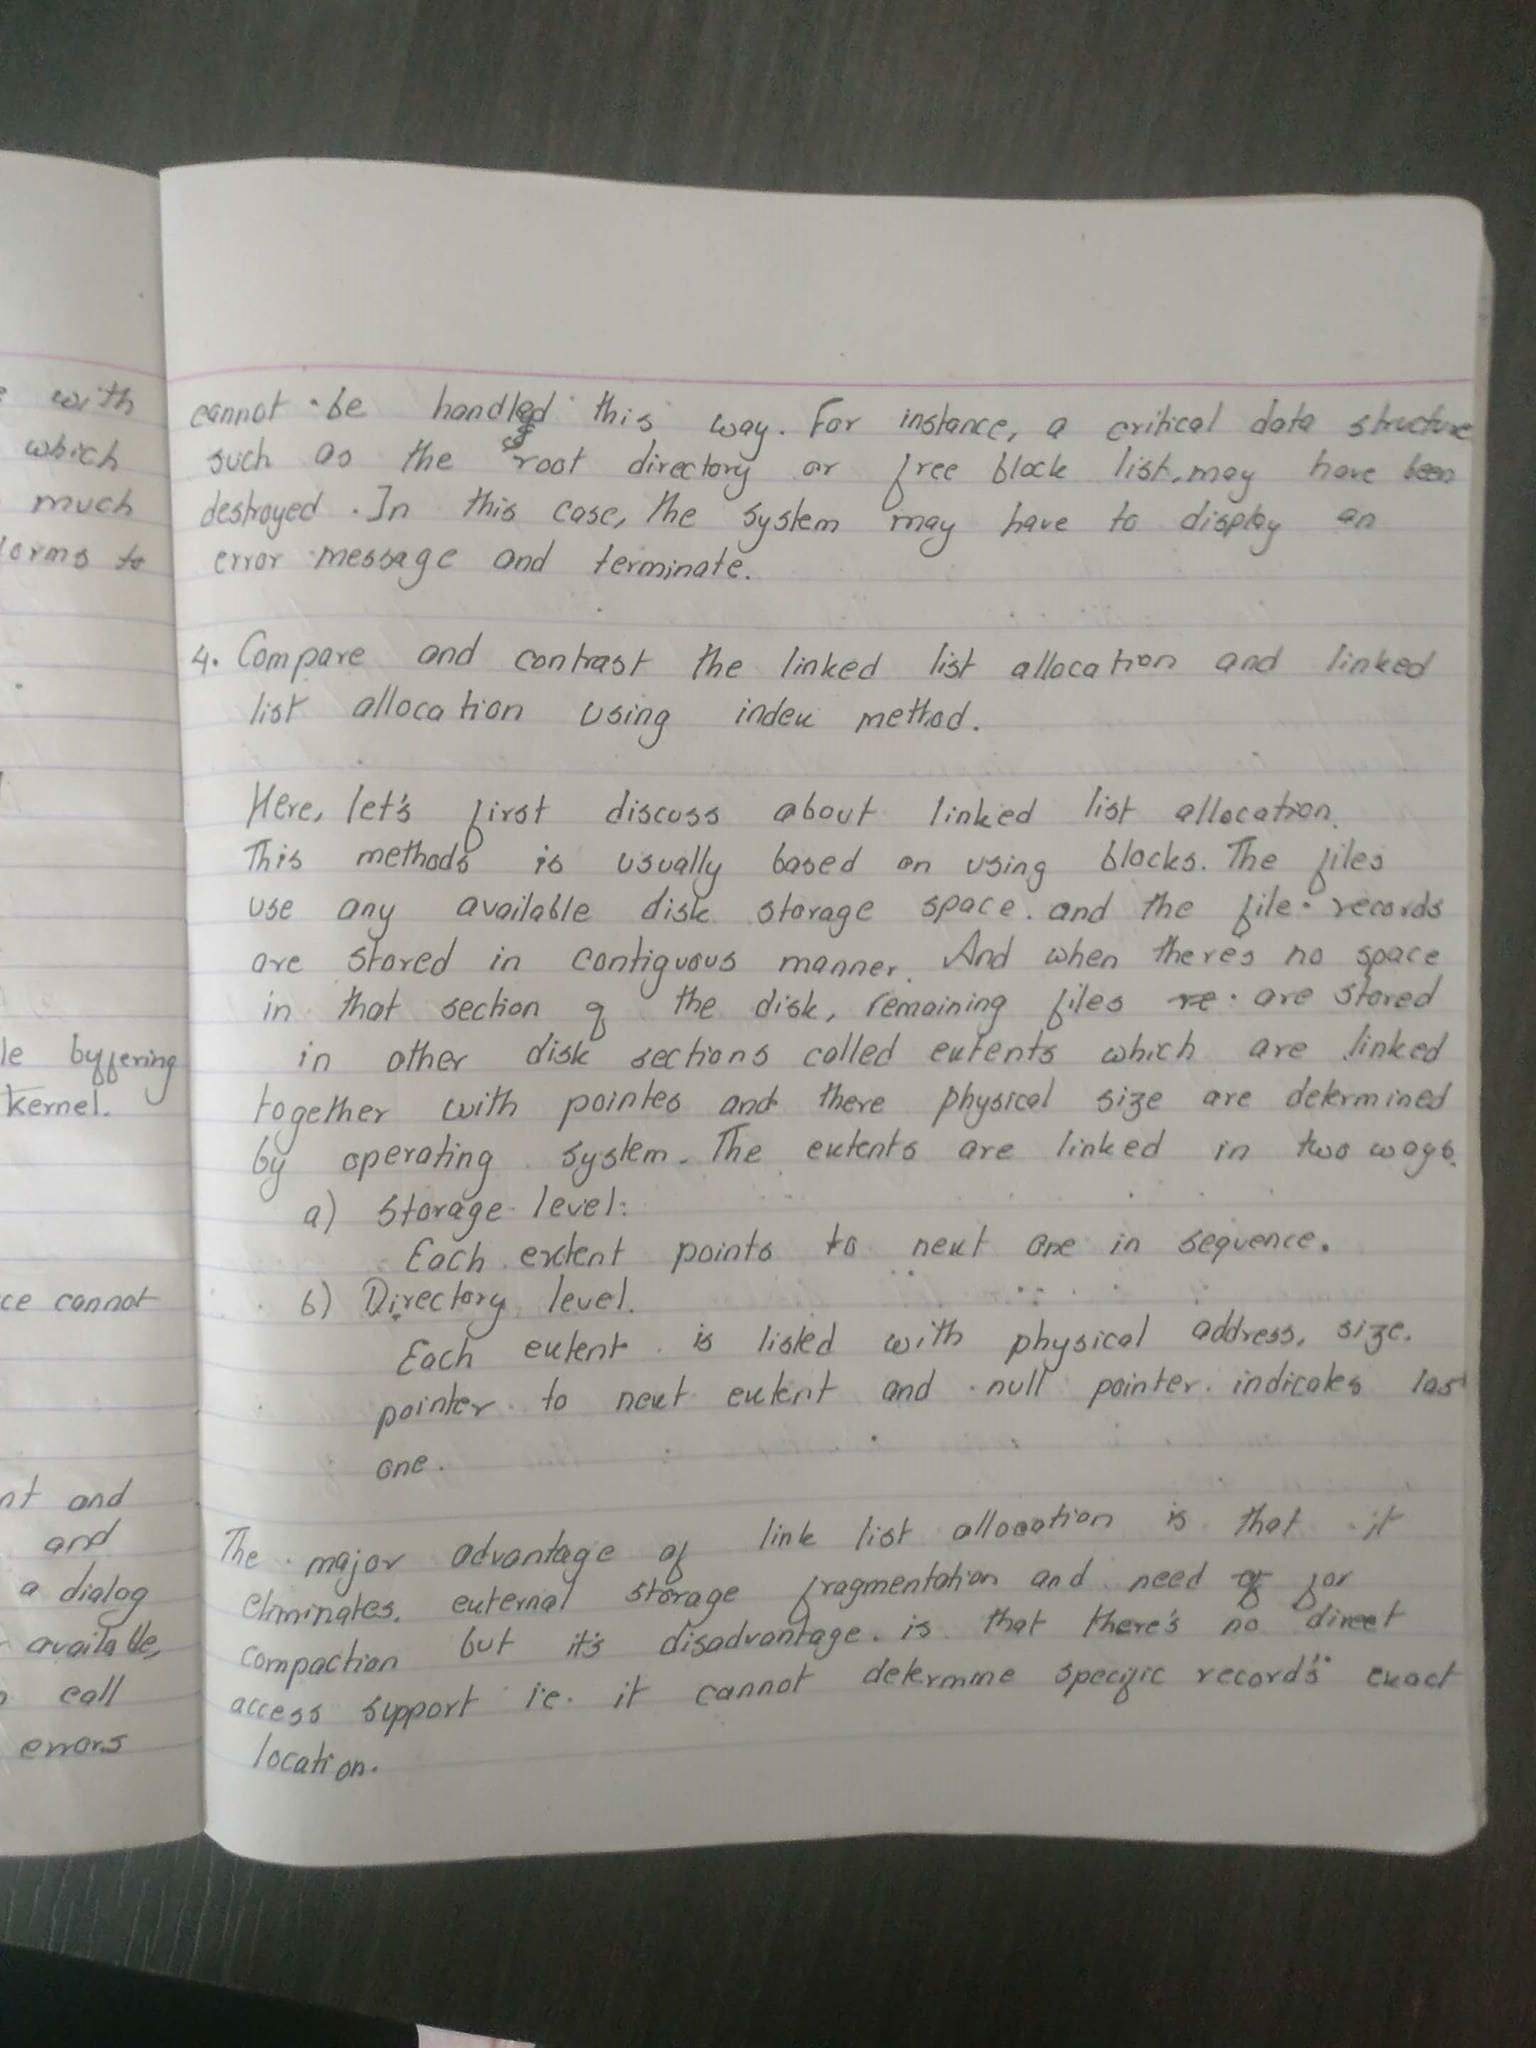 cannot be handled this way. For instance, a critical data structure
such as the root directory or free block list, may have been
destroyed. In this case, the system may have to display an
error message and terminate.
4. Compare and contrast the linked list allocation and linked
list allocation using index method.
Here, let's first discuss about linked list allocation.
This methods is usually based on using blocks. The files
use any available disk storage space. and the file records
are stored in contiguous manner. And when there's no space
in that section of the disk, remaining files re are stored
in other disk sections called extents which are linked
together with pointes and there physical size are determined
by operating system. The extents are linked in two ways.
a) Storage level:
Each extent points to next one in sequence.
b) Directory level.
Each extent is listed with physical address, size.
pointer to next extent and null pointer indicates last
one.
The major advantage of link list allocation is that it
eliminates external storage fragmentation and need of for
compaction but it's disadvantage is that there's no direct
access support i.e. it cannot determine specific record's exact
location.
with
which
much
forms to
le buffering
kernel.
ce cannot
nt and
and
a dialog
available,
call
errors